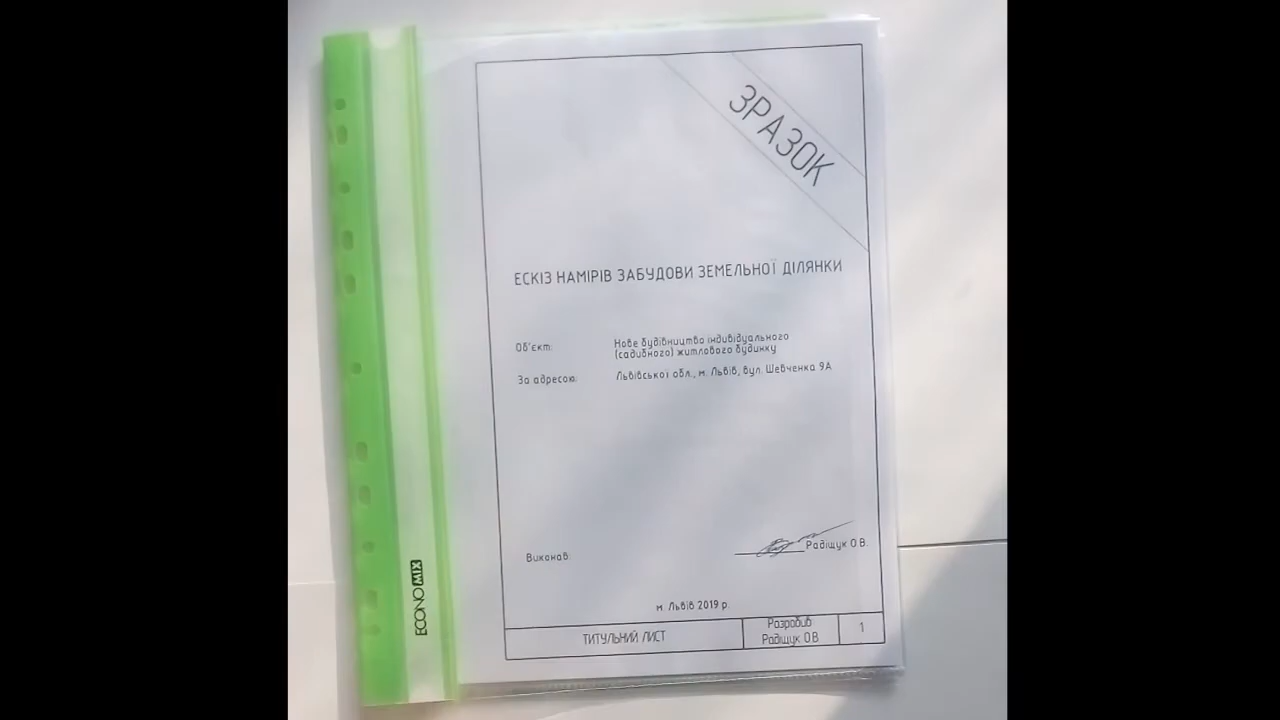 ЗРАЗОК
ЕСКІЗ НАМІРІВ ЗАБУДОВИ ЗЕМЕЛЬНОЇ ДІЛЯНКИ
Об'єкт: Нове будівництво індивідуального
(садибного) житлового будинку
За адресою: Львівської обл., м. Львів, вул. Шевченка 9А
Виконав: Радіщук О.В.
м. Львів 2019 р.
ТИТУЛЬНИЙ ЛИСТ
Розробив
Радіщук О.В.
1
ECONOMIX